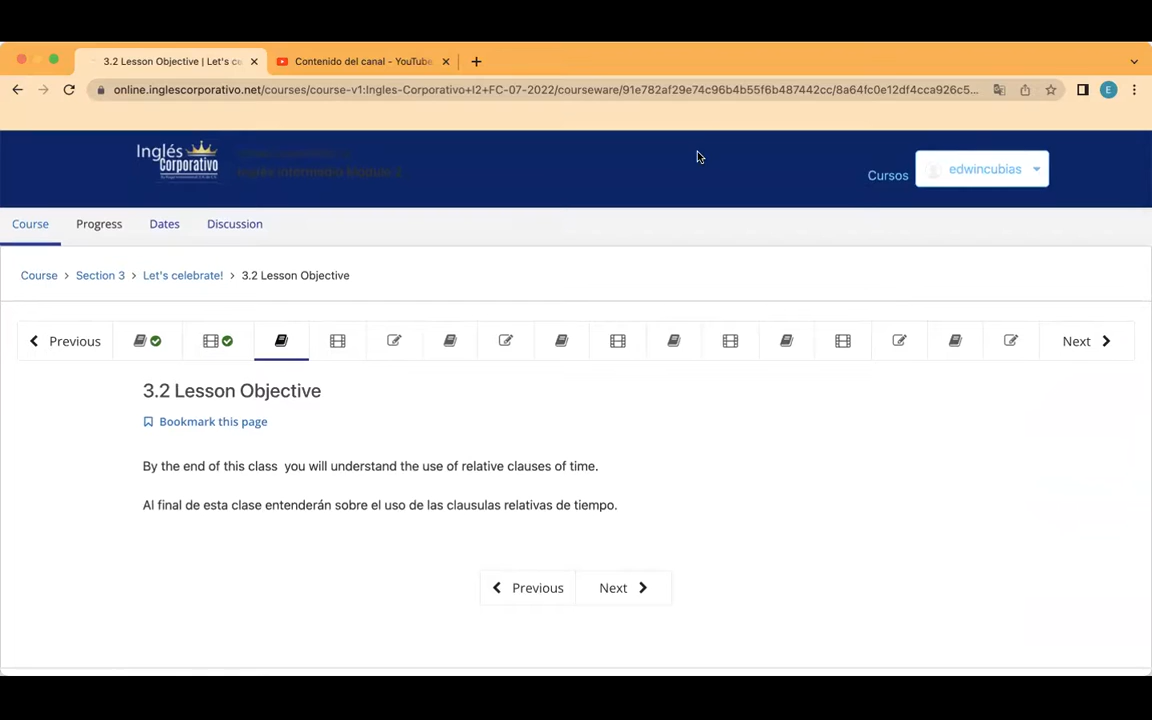 3.2 Lesson Objective | Let's ce
Contenido del canal - YouTube
online.inglescorporativo.net/courses/course-v1:Ingles-Corporativo+I2+FC-07-2022/courseware/91e782af29e74c96b4b55f6b487442cc/8a64fc0e12df4cca926c5...
E
Inglés
Corporativo
Inglés Intermedio Módulo 2
Cursos
edwincubias
Course Progress Dates Discussion
Course > Section 3 > Let's celebrate! > 3.2 Lesson Objective
Previous Next
3.2 Lesson Objective
Bookmark this page
By the end of this class you will understand the use of relative clauses of time.
Al final de esta clase entenderán sobre el uso de las clausulas relativas de tiempo.
Previous Next